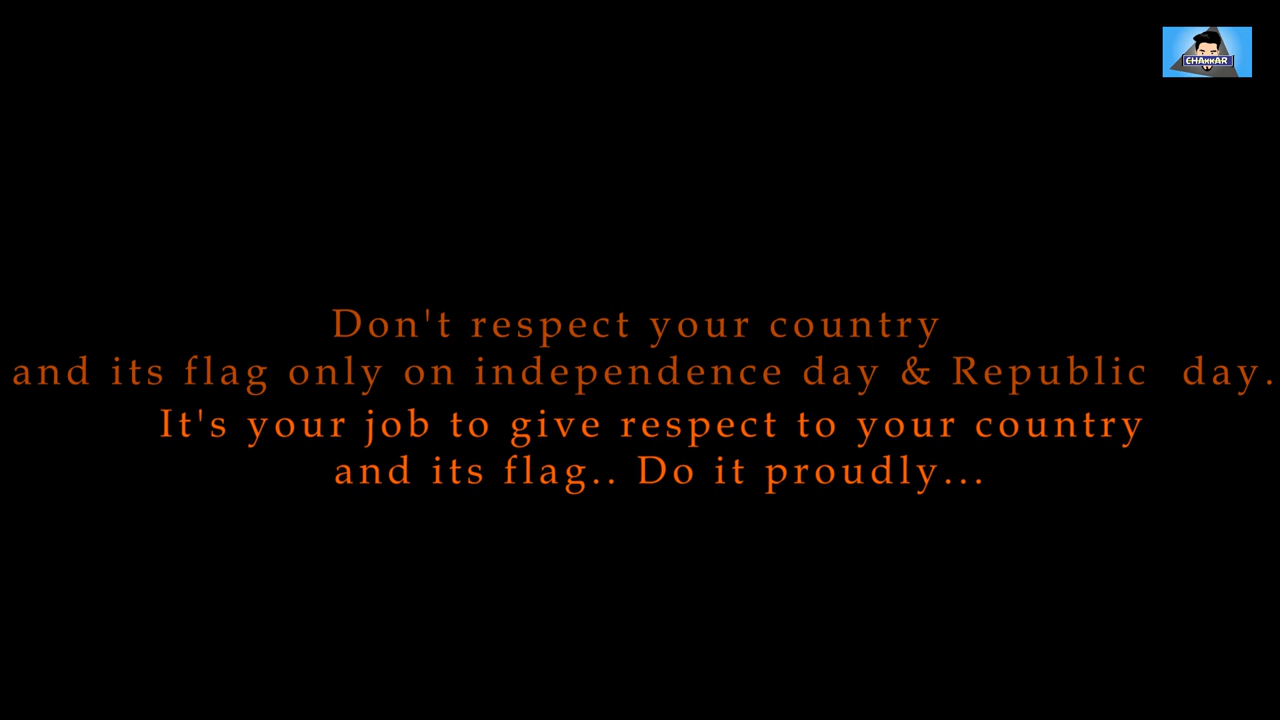 CHAKKAR
Don't respect your country
and its flag only on independence day & Republic day.
It's your job to give respect to your country
and its flag.. Do it proudly...